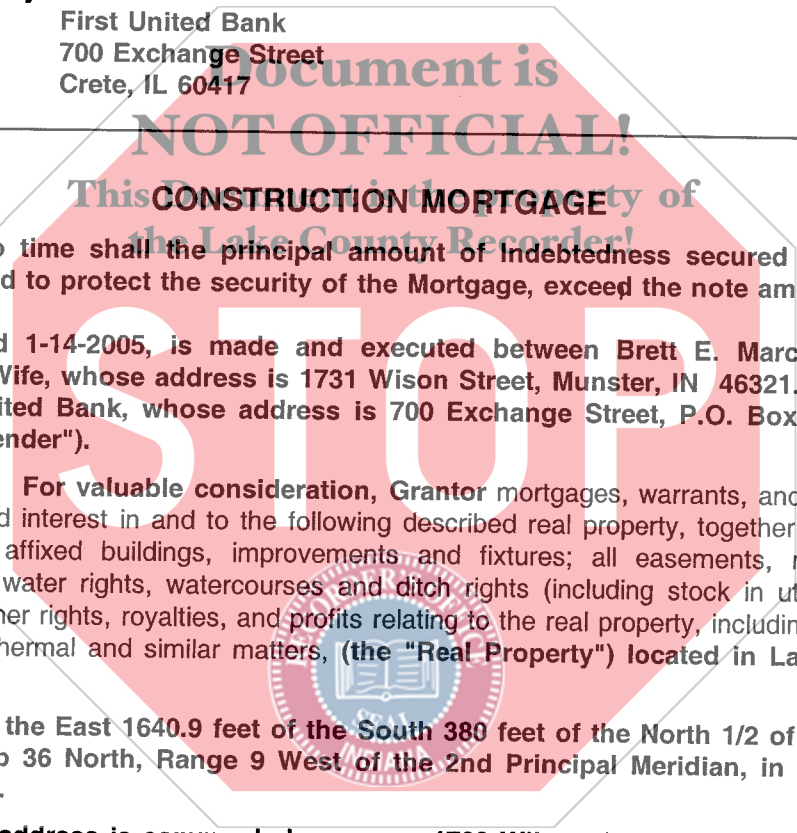 First United Bank
700 Exchange Street
Crete, IL 60417
Document is
NOT OFFICIAL!
This Document is the property of
the Lake County Recorder!
CONSTRUCTION MORTGAGE
time shall the principal amount of Indebtedness secured
d to protect the security of the Mortgage, exceed the note am
d 1-14-2005, is made and executed between Brett E. Marc
Wife, whose address is 1731 Wison Street, Munster, IN 46321.
ited Bank, whose address is 700 Exchange Street, P.O. Box
ender").
STOP
For valuable consideration, Grantor mortgages, warrants, and
d interest in and to the following described real property, together
affixed buildings, improvements and fixtures; all easements,
water rights, watercourses and ditch rights (including stock in ut
her rights, royalties, and profits relating to the real property, includin
hermal and similar matters, (the "Real Property") located in La
RECORDER'S OFFICE
SEAL
INDIANA
the East 1640.9 feet of the South 380 feet of the North 1/2 of
p 36 North, Range 9 West of the 2nd Principal Meridian, in
address is